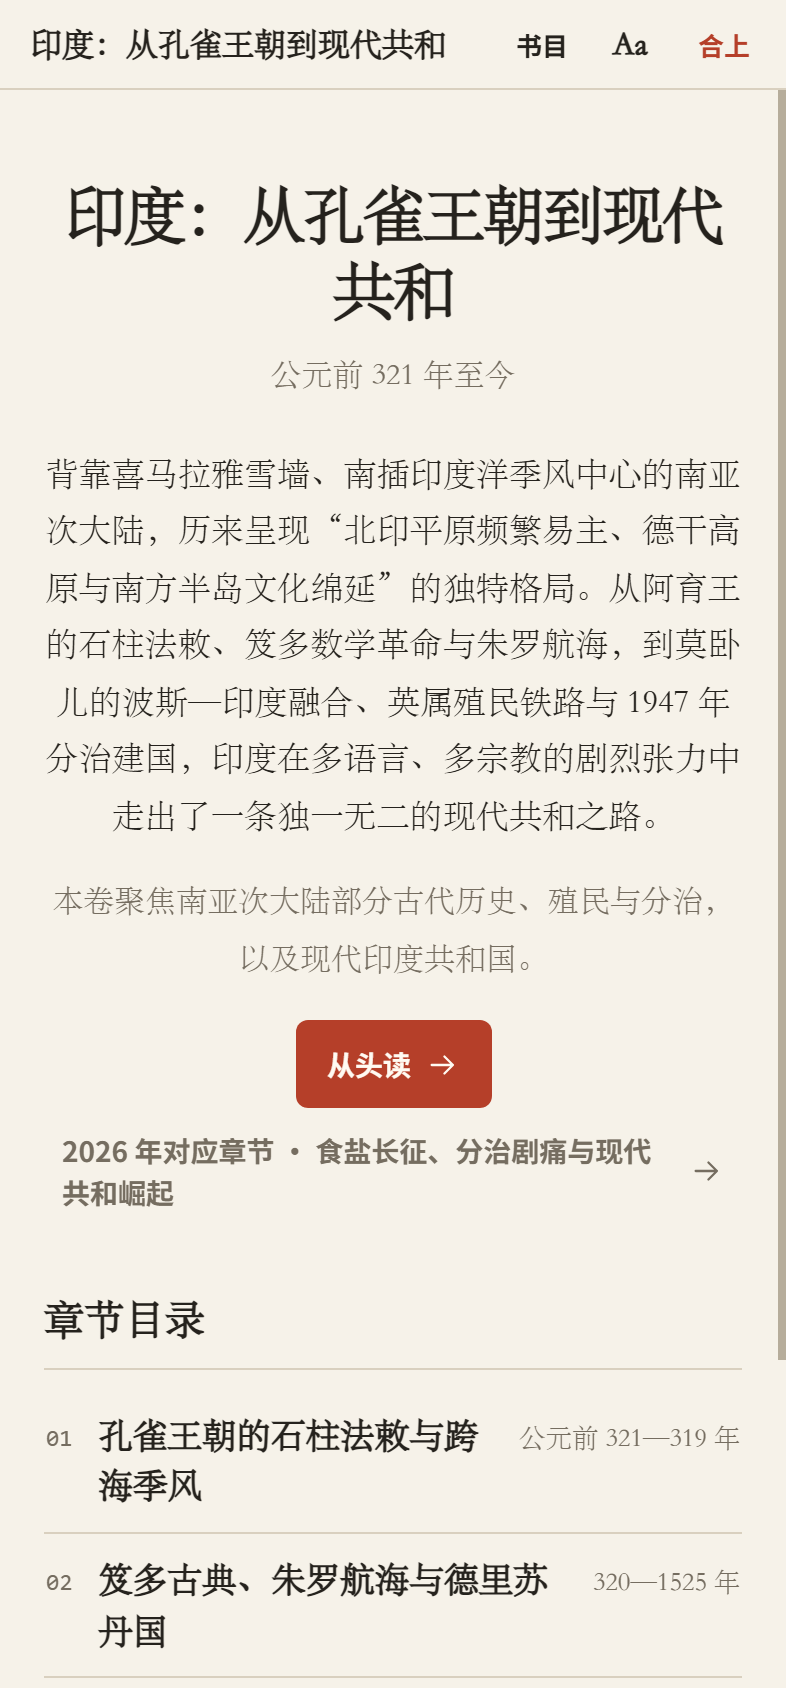 印度：从孔雀王朝到现代共和 书目 Aa 合上
印度：从孔雀王朝到现代
共和
公元前 321 年至今
背靠喜马拉雅雪墙、南插印度洋季风中心的南亚
次大陆，历来呈现“北印平原频繁易主、德干高
原与南方半岛文化绵延”的独特格局。从阿育王
的石柱法敕、笈多数学革命与朱罗航海，到莫卧
儿的波斯—印度融合、英属殖民铁路与 1947 年
分治建国，印度在多语言、多宗教的剧烈张力中
走出了一条独一无二的现代共和之路。
本卷聚焦南亚次大陆部分古代历史、殖民与分治，
以及现代印度共和国。
从头读 →
2026 年对应章节 · 食盐长征、分治剧痛与现代
共和崛起 →
章节目录
01 孔雀王朝的石柱法敕与跨 公元前 321—319 年
海季风
02 笈多古典、朱罗航海与德里苏 320—1525 年
丹国